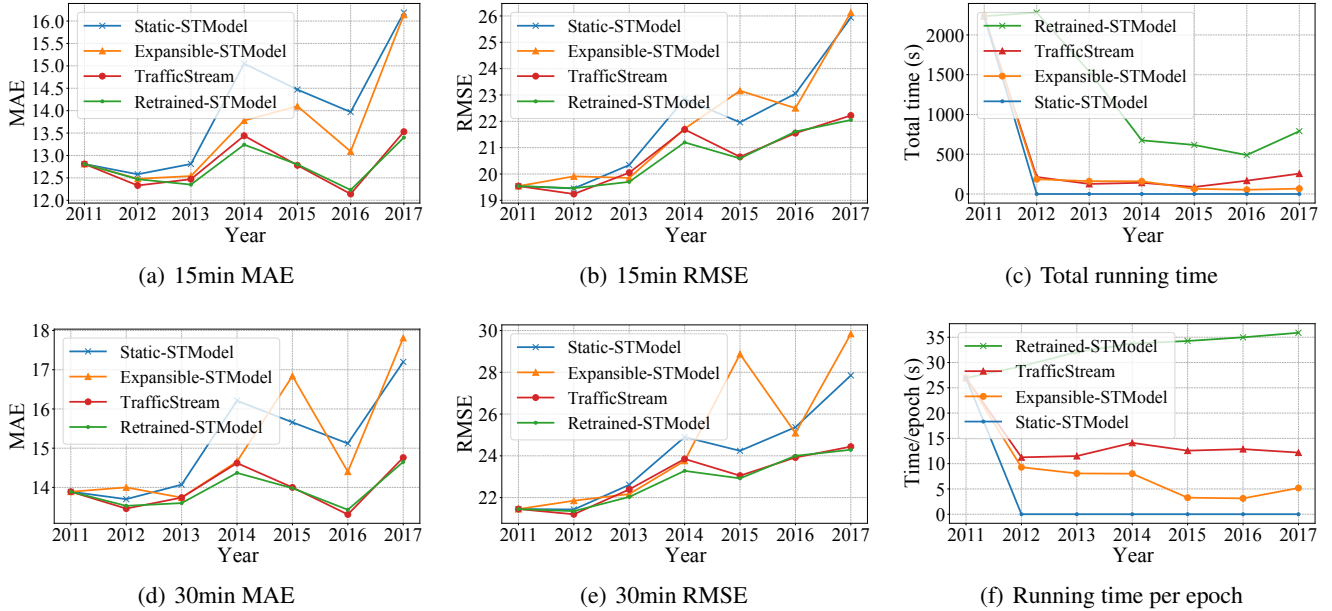 16.0
15.5
15.0
14.5
14.0
13.5
13.0
12.5
12.0
MAE
Static-STModel
Expansible-STModel
TrafficStream
Retrained-STModel
2011 2012 2013 2014 2015 2016 2017
Year
(a) 15min MAE
26
25
24
23
22
21
20
19
RMSE
Static-STModel
Expansible-STModel
TrafficStream
Retrained-STModel
2011 2012 2013 2014 2015 2016 2017
Year
(b) 15min RMSE
2000
1500
1000
500
0
Total time (s)
Retrained-STModel
TrafficStream
Expansible-STModel
Static-STModel
2011 2012 2013 2014 2015 2016 2017
Year
(c) Total running time
18
17
16
15
14
MAE
Static-STModel
Expansible-STModel
TrafficStream
Retrained-STModel
2011 2012 2013 2014 2015 2016 2017
Year
(d) 30min MAE
30
28
26
24
22
RMSE
Static-STModel
Expansible-STModel
TrafficStream
Retrained-STModel
2011 2012 2013 2014 2015 2016 2017
Year
(e) 30min RMSE
35
30
25
20
15
10
5
0
Time/epoch (s)
Retrained-STModel
TrafficStream
Expansible-STModel
Static-STModel
2011 2012 2013 2014 2015 2016 2017
Year
(f) Running time per epoch